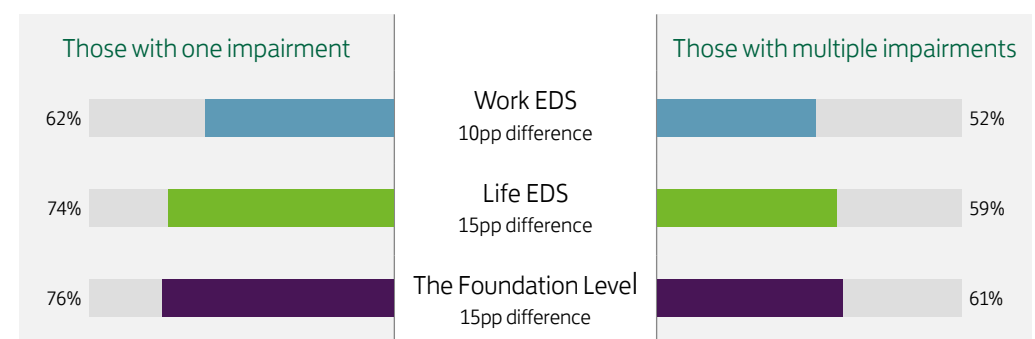 Those with one impairment
Those with multiple impairments
62%
Work EDS
10pp difference
52%
74%
Life EDS
15pp difference
59%
76%
The Foundation Level
15pp difference
61%